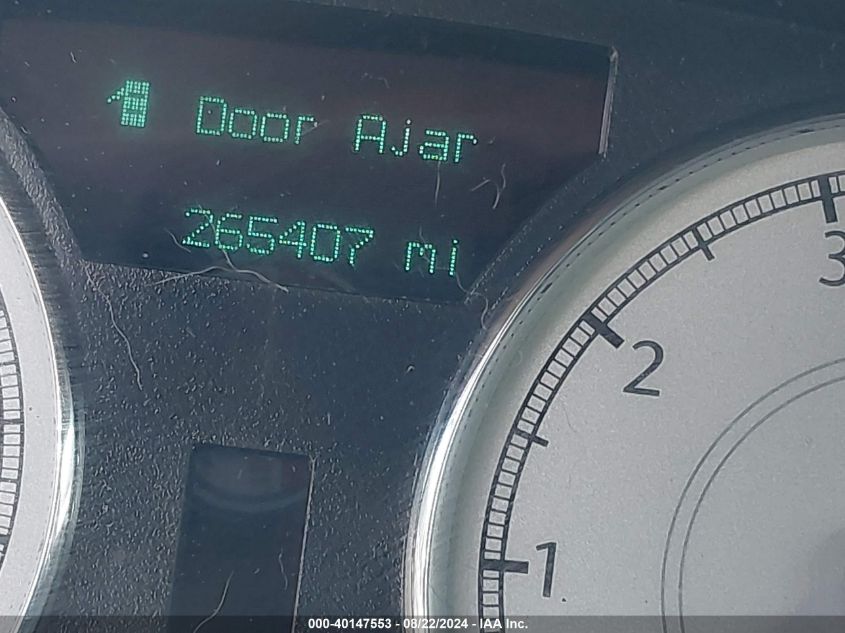 Door Ajar
265407 mi
3
2
1
000-40147553 - 08/22/2024 - IAA Inc.